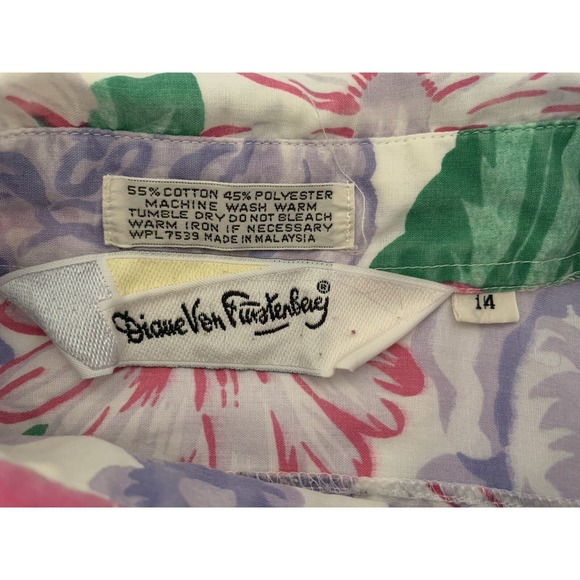 55% COTTON 45% POLYESTER
MACHINE WASH WARM
TUMBLE DRY DO NOT BLEACH
WARM IRON IF NECESSARY
WPL 7539 MADE IN MALAYSIA
Diane Von Fürstenberg®
14